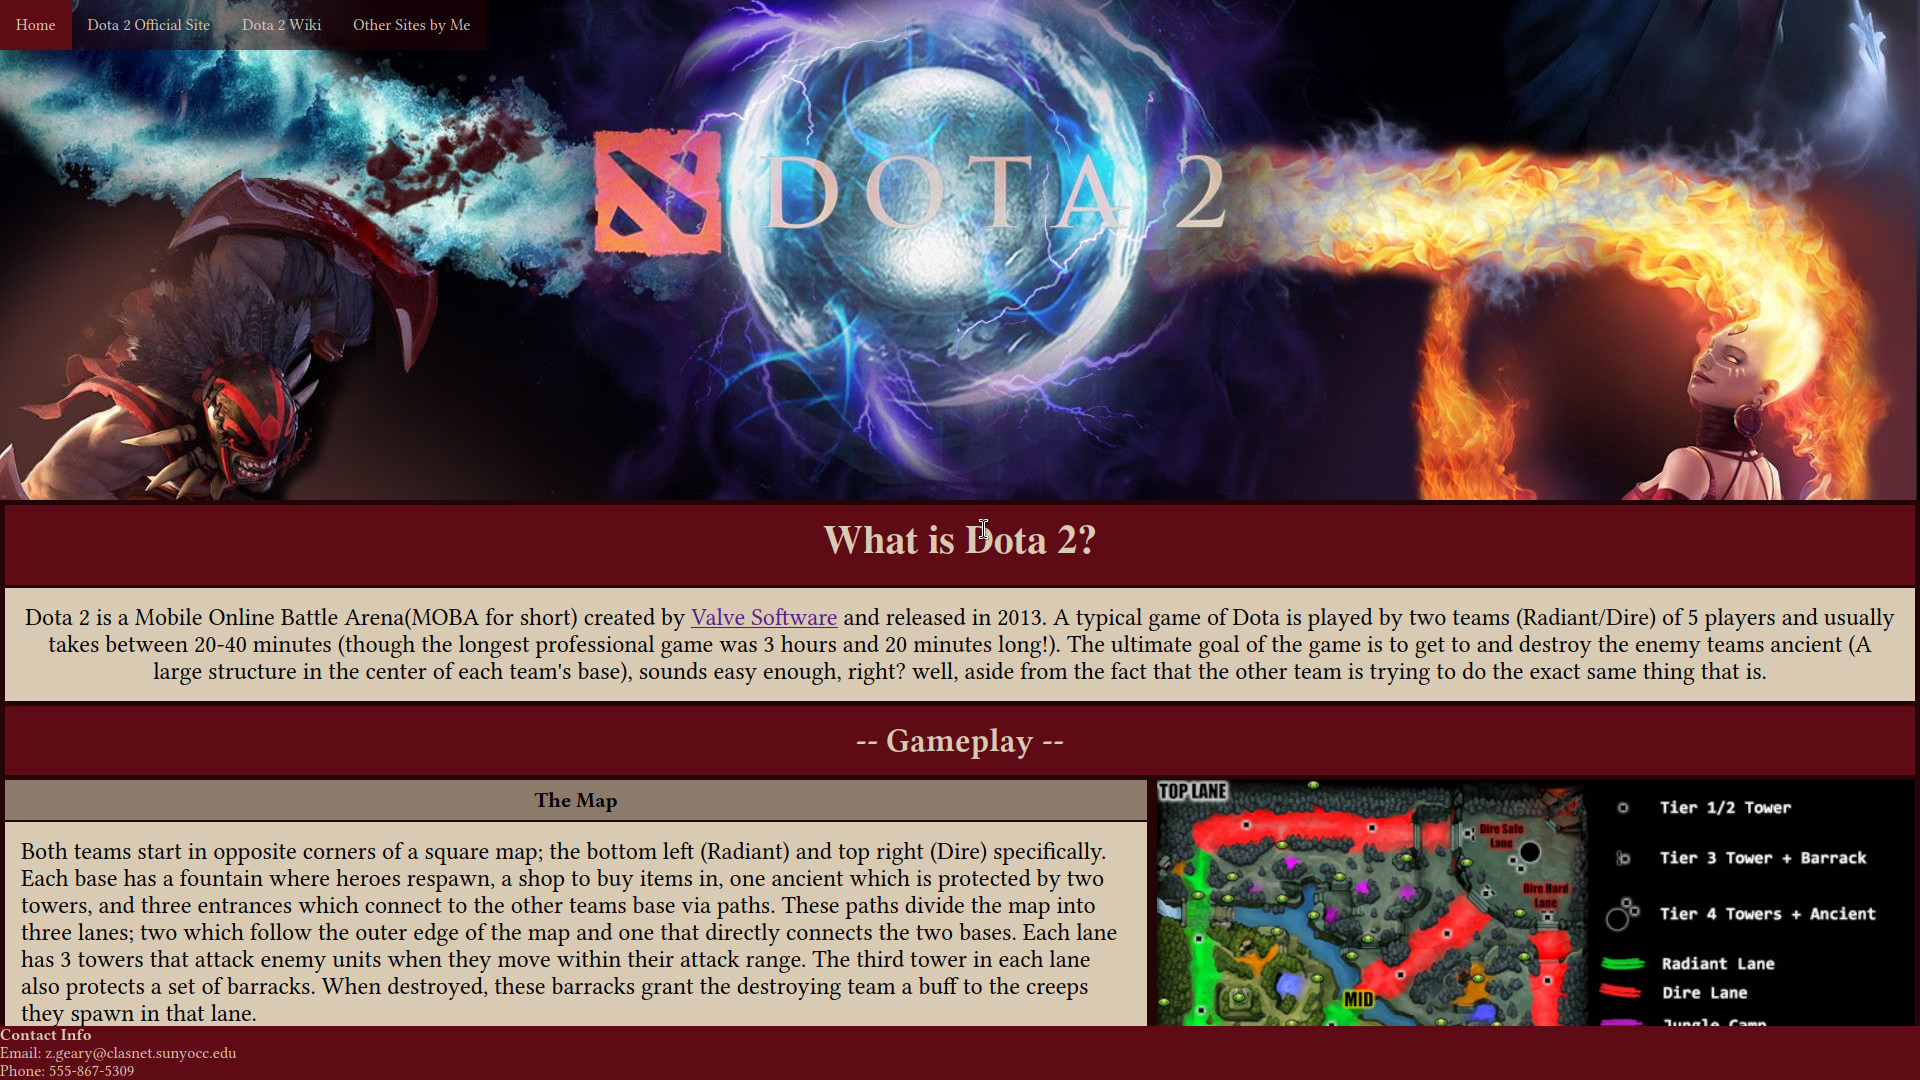 Home Dota 2 Official Site Dota 2 Wiki Other Sites by Me
DOTA 2
What is Dota 2?
Dota 2 is a Mobile Online Battle Arena(MOBA for short) created by Valve Software and released in 2013. A typical game of Dota is played by two teams (Radiant/Dire) of 5 players and usually
takes between 20-40 minutes (though the longest professional game was 3 hours and 20 minutes long!). The ultimate goal of the game is to get to and destroy the enemy teams ancient (A
large structure in the center of each team's base), sounds easy enough, right? well, aside from the fact that the other team is trying to do the exact same thing that is.
-- Gameplay --
The Map
Both teams start in opposite corners of a square map; the bottom left (Radiant) and top right (Dire) specifically.
Each base has a fountain where heroes respawn, a shop to buy items in, one ancient which is protected by two
towers, and three entrances which connect to the other teams base via paths. These paths divide the map into
three lanes; two which follow the outer edge of the map and one that directly connects the two bases. Each lane
has 3 towers that attack enemy units when they move within their attack range. The third tower in each lane
also protects a set of barracks. When destroyed, these barracks grant the destroying team a buff to the creeps
they spawn in that lane.
TOP LANE
Dire Safe
Lane
Dire Hard
Lane
MID
Tier 1/2 Tower
Tier 3 Tower + Barrack
Tier 4 Towers + Ancient
Radiant Lane
Dire Lane
Jungle Camp
Contact Info
Email: z.geary@clasnet.sunyocc.edu
Phone: 555-867-5309